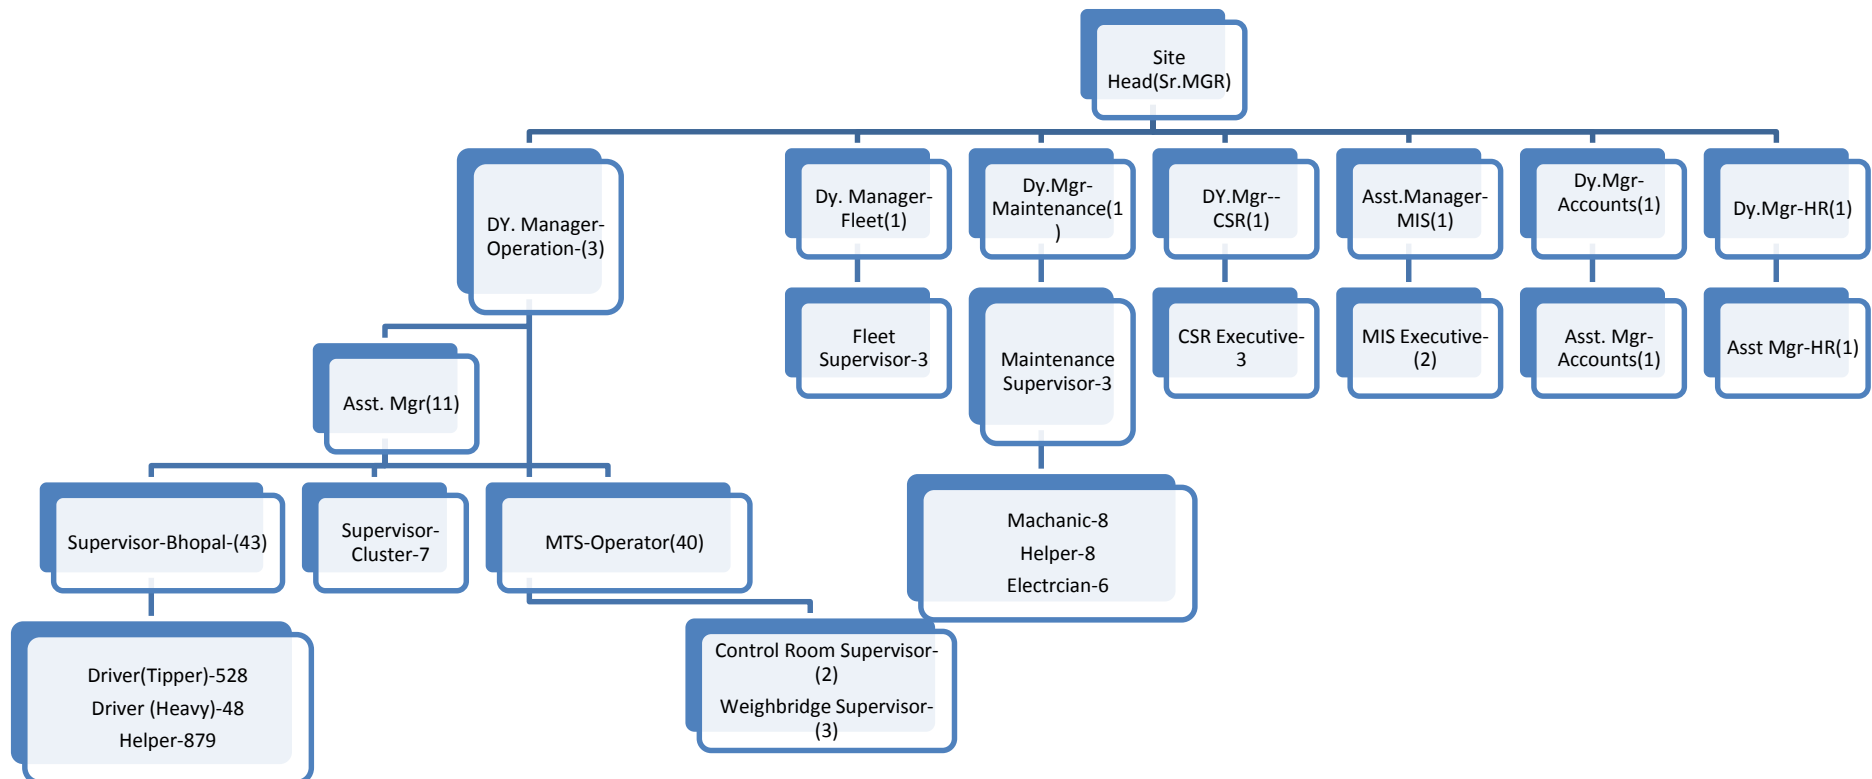 Site
Head(Sr.MGR)
DY. Manager-
Operation-(3)
Dy. Manager-
Fleet(1)
Dy.Mgr-
Maintenance(1
)
DY.Mgr--
CSR(1)
Asst.Manager-
MIS(1)
Dy.Mgr-
Accounts(1)
Dy.Mgr-HR(1)
Fleet
Supervisor-3
Maintenance
Supervisor-3
CSR Executive-
3
MIS Executive-
(2)
Asst. Mgr-
Accounts(1)
Asst Mgr-HR(1)
Asst. Mgr(11)
Supervisor-Bhopal-(43)
Supervisor-
Cluster-7
MTS-Operator(40)
Machanic-8
Helper-8
Electrcian-6
Driver(Tipper)-528
Driver (Heavy)-48
Helper-879
Control Room Supervisor-
(2)
Weighbridge Supervisor-
(3)